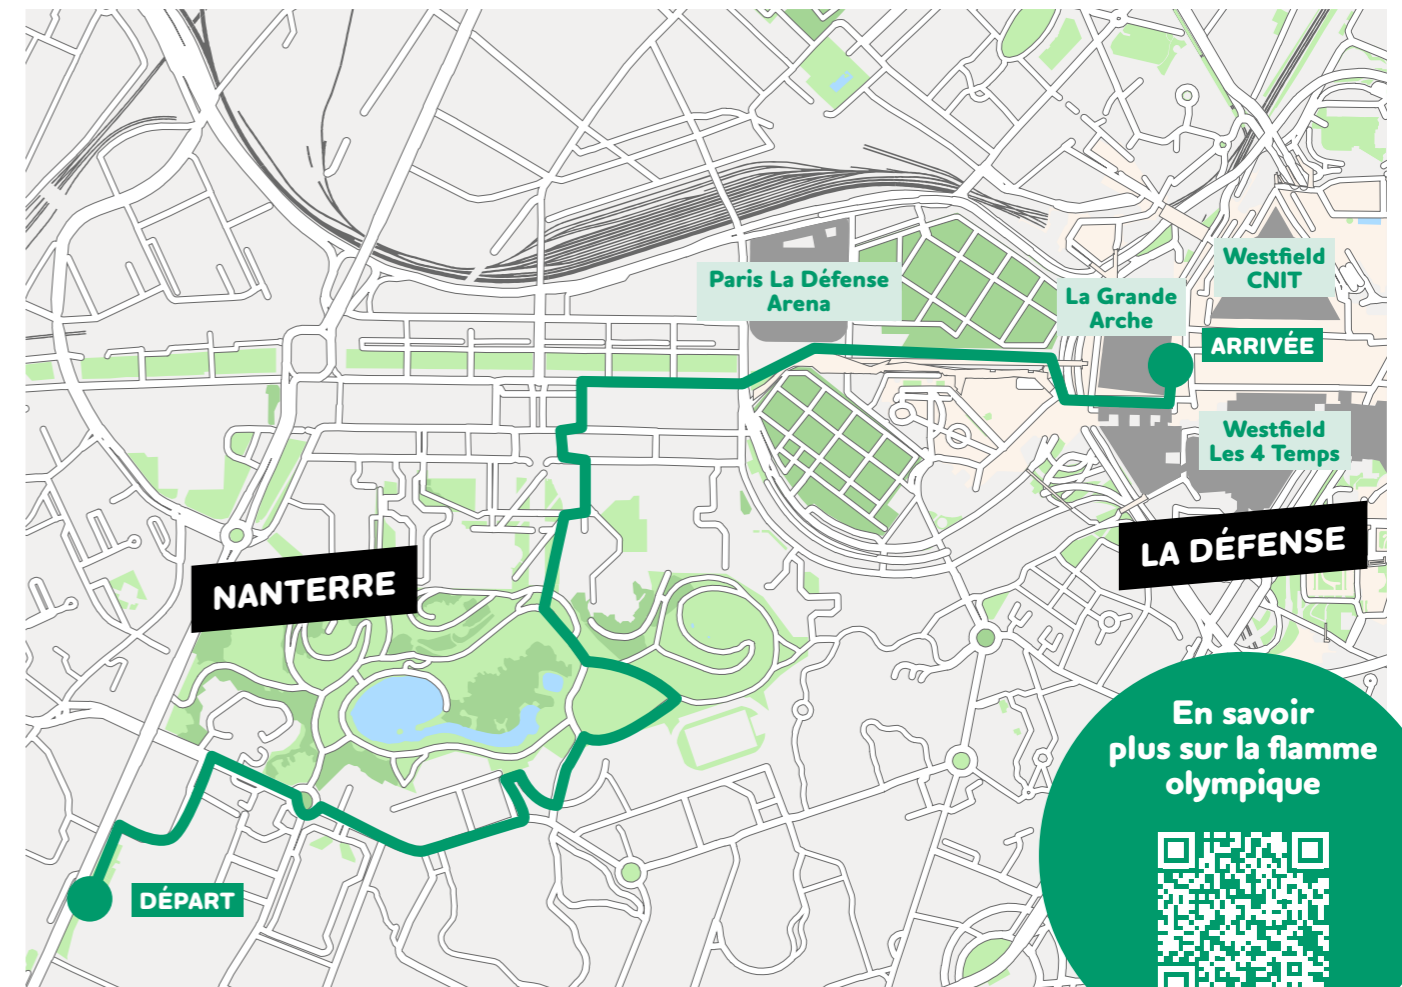 Westfield
CNIT
Paris La Défense
Arena
La Grande
Arche
ARRIVÉE
Westfield
Les 4 Temps
LA DÉFENSE
NANTERRE
En savoir
plus sur la flamme
olympique
DÉPART